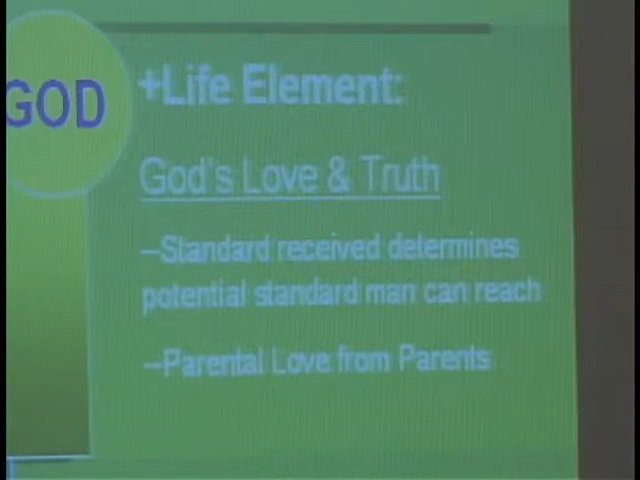 GOD
+Life Element:
God's Love & Truth
–Standard received determines
potential standard man can reach
–Parental Love from Parents